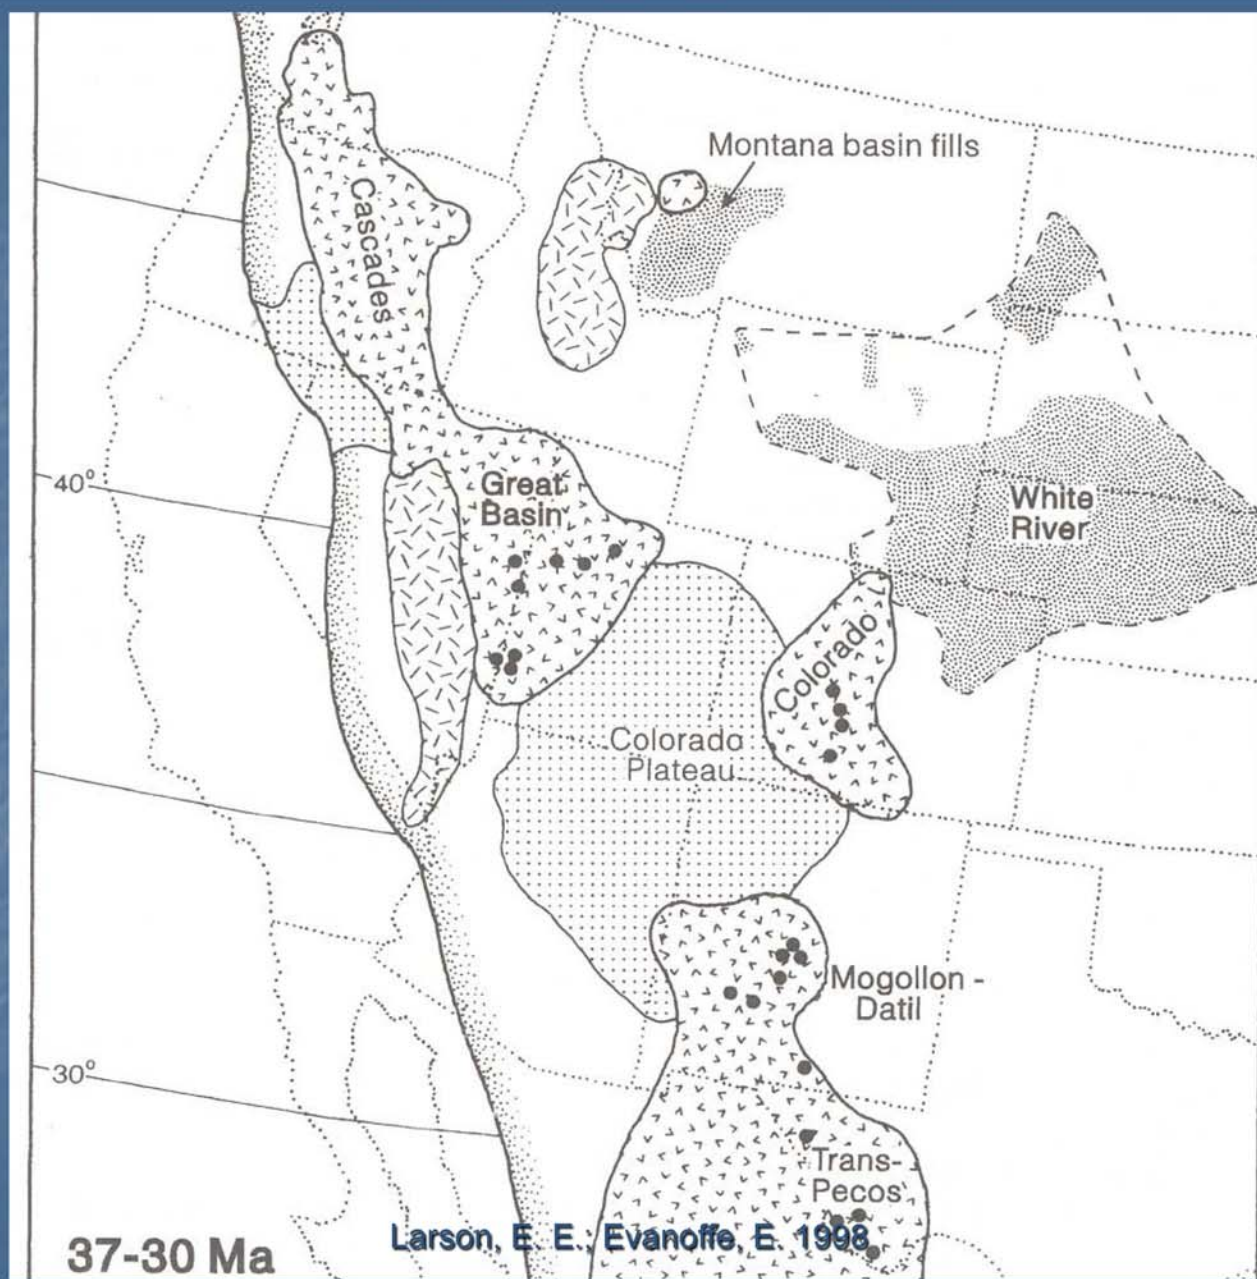 Montana basin fills
Cascades
40°
Great
Basin
White
River
Colorado
Colorado
Plateau
Mogollon -
Datil
30°
Trans-
Pecos
37-30 Ma
Larson, E. E., Evanoffe, E. 1998